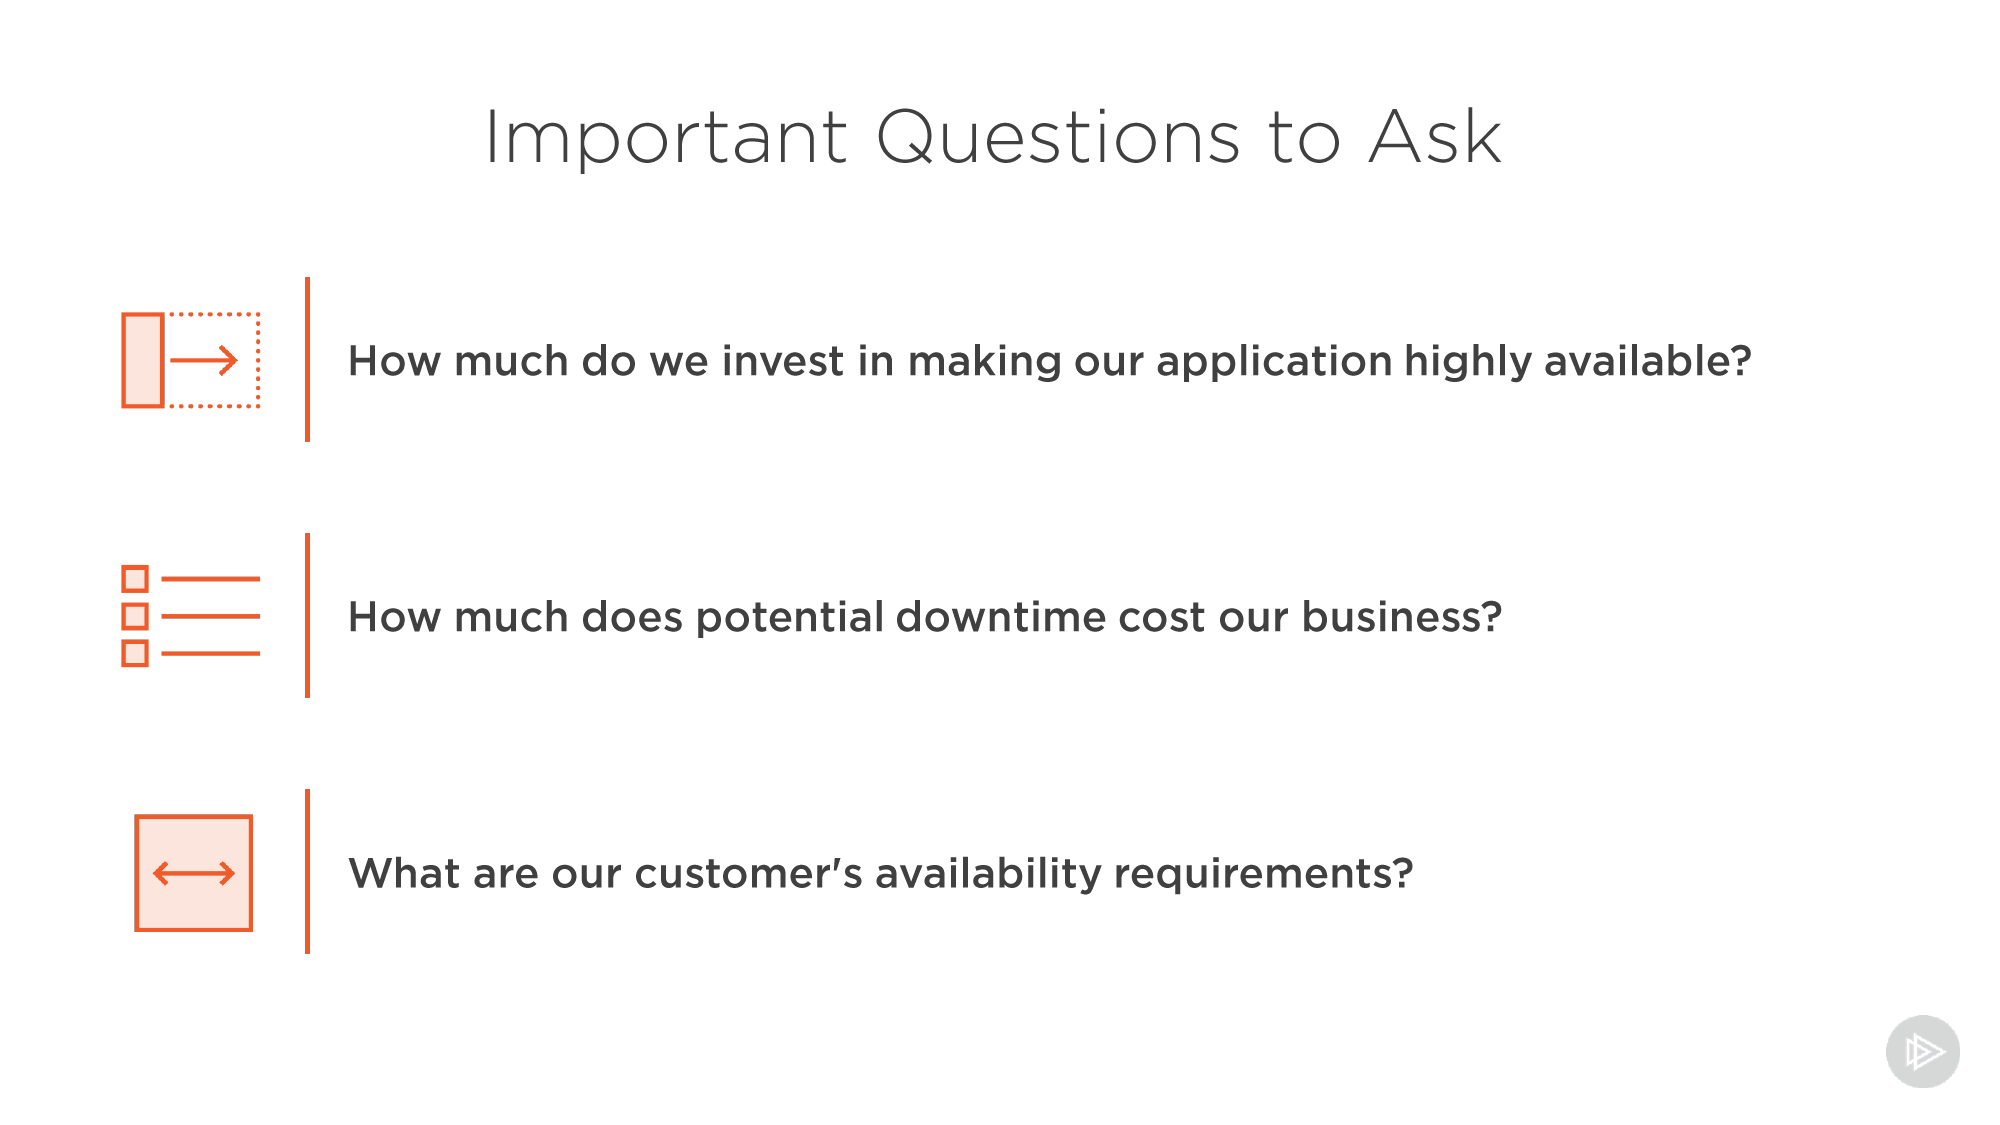 Important Questions to Ask
How much do we invest in making our application highly available?
How much does potential downtime cost our business?
What are our customer's availability requirements?